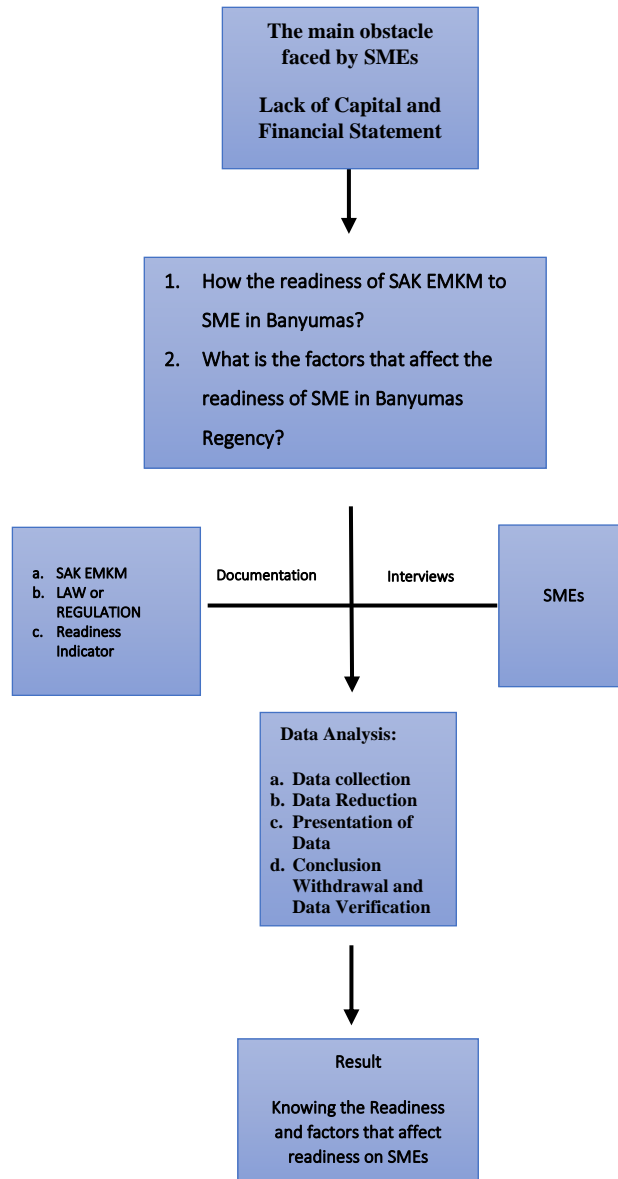 The main obstacle
faced by SMEs
Lack of Capital and
Financial Statement
1. How the readiness of SAK EMKM to
SME in Banyumas?
2. What is the factors that affect the
readiness of SME in Banyumas
Regency?
a. SAK EMKM
b. LAW or
REGULATION
c. Readiness
Indicator
Documentation
Interviews
SMEs
Data Analysis:
a. Data collection
b. Data Reduction
c. Presentation of
Data
d. Conclusion
Withdrawal and
Data Verification
Result
Knowing the Readiness
and factors that affect
readiness on SMEs